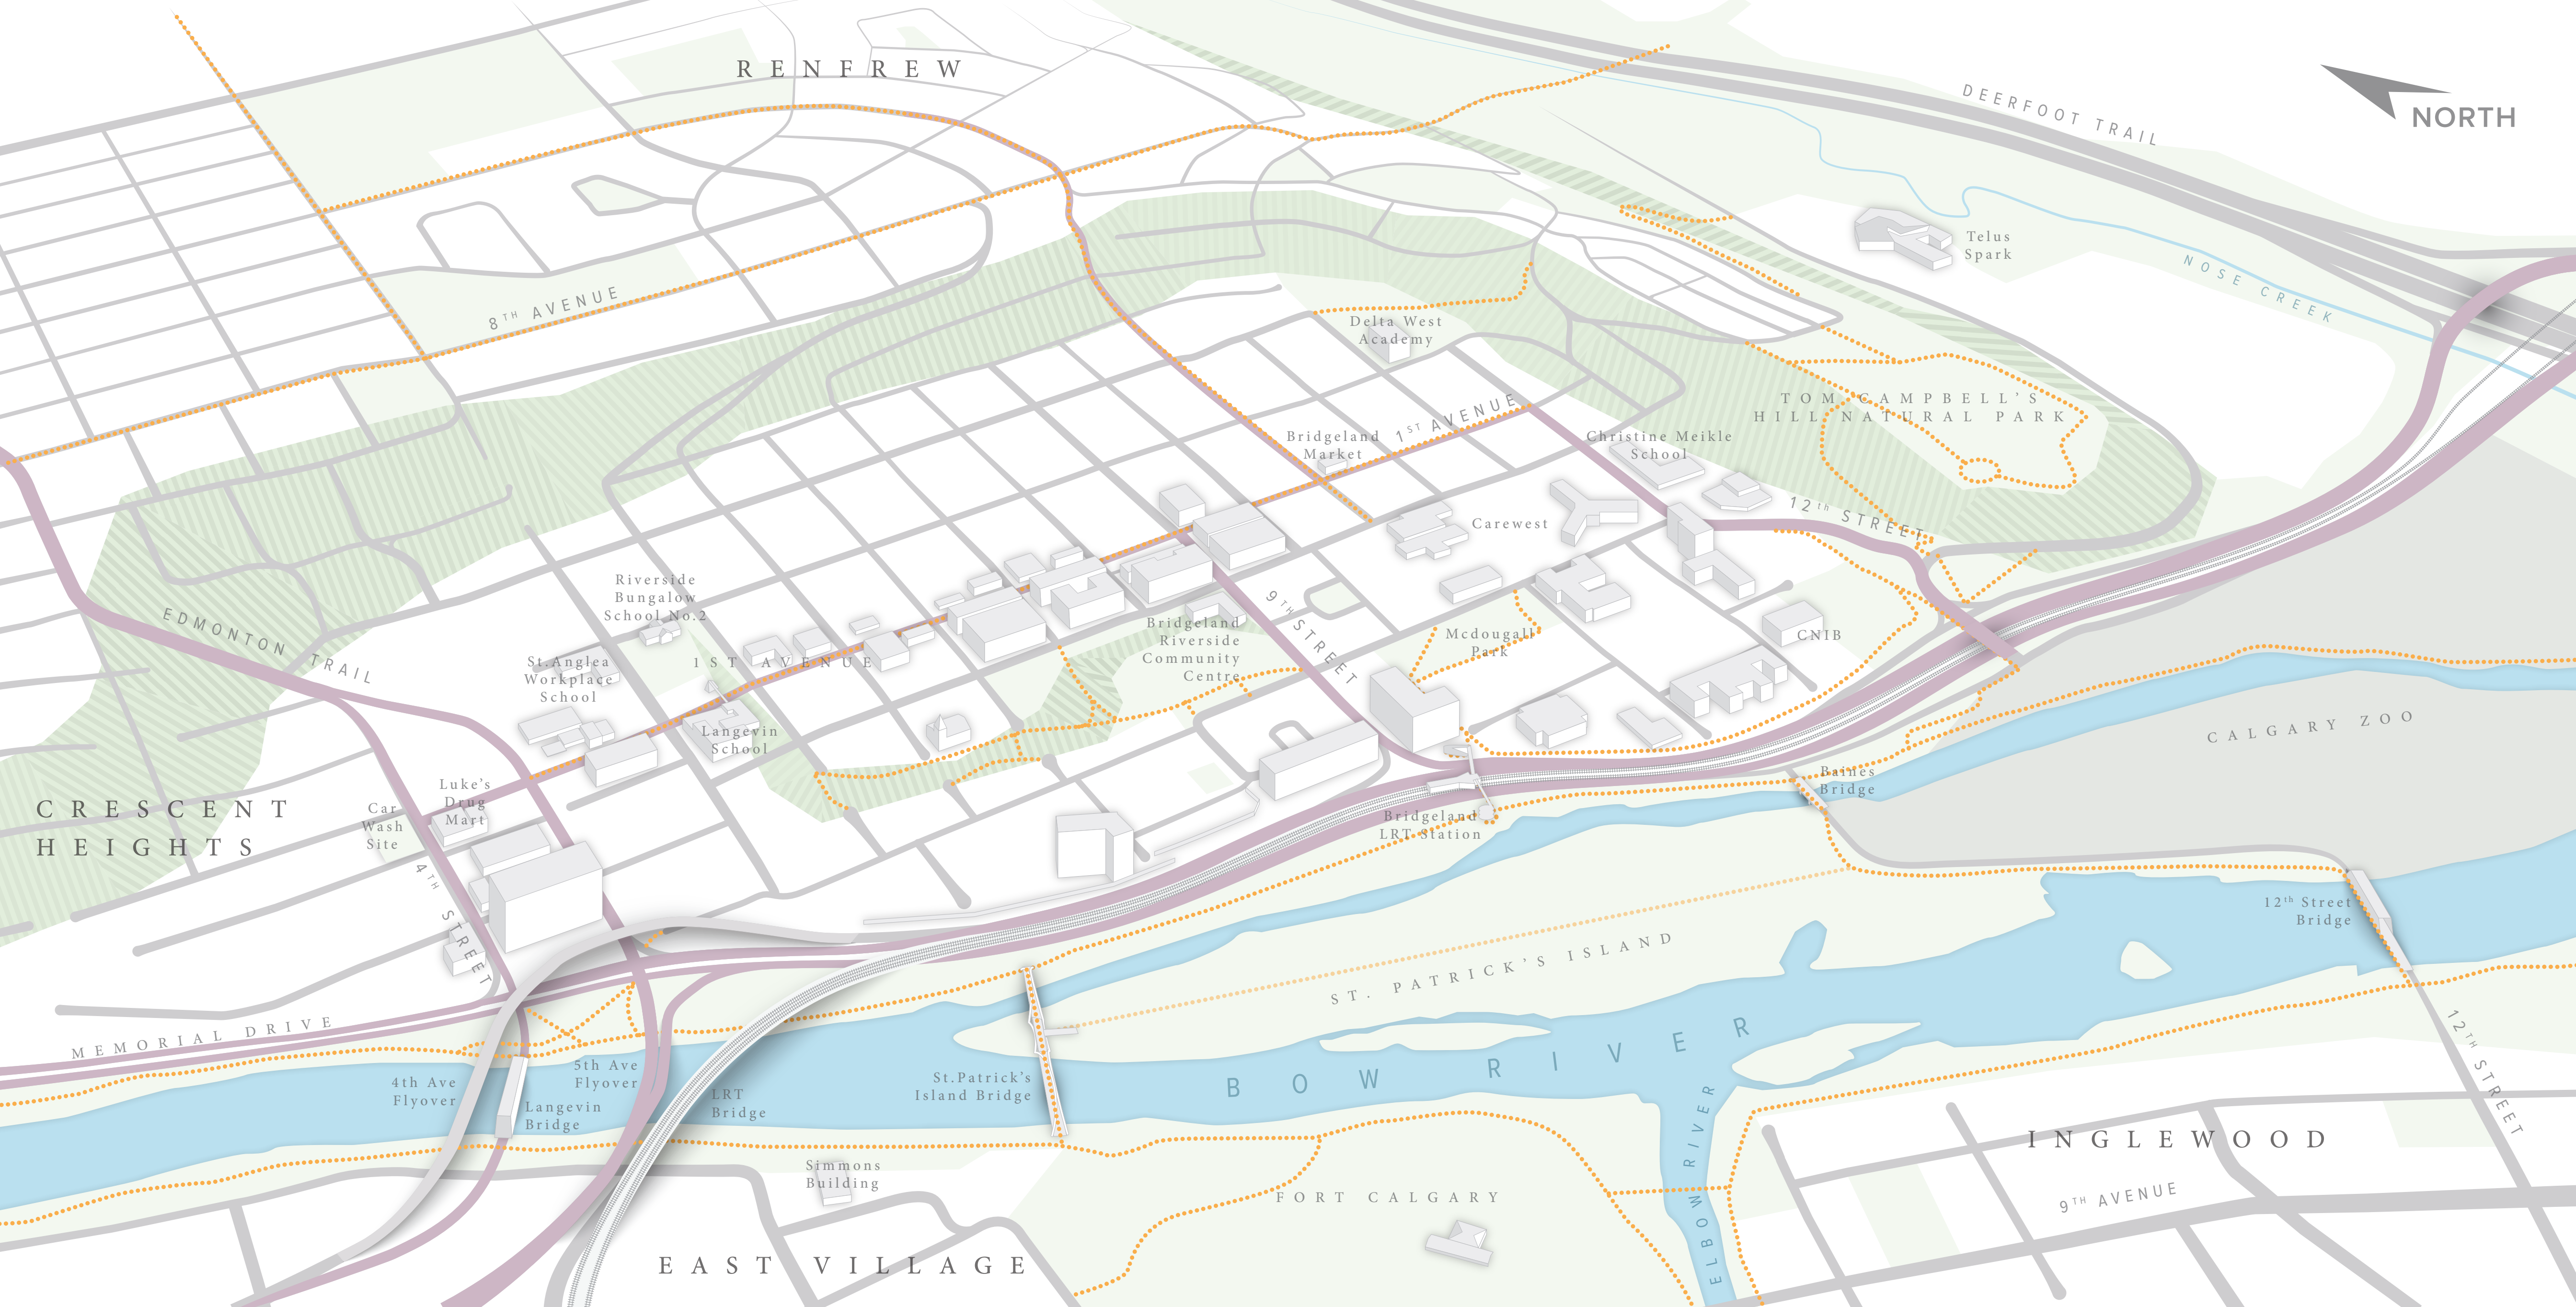 RENFREW
DEERFOOT TRAIL
NORTH
Telus
Spark
NOSE CREEK
8TH AVENUE
Delta West
Academy
TOM CAMPBELL'S
HILL NATURAL PARK
1ST AVENUE
Bridgeland
Market
Christine Meikle
School
12th STREET
Carewest
Riverside
Bungalow
School No.2
EDMONTON TRAIL
9TH STREET
Bridgeland
Riverside
Community
Centre
Mcdougall
Park
CNIB
St.Anglea
Workplace
School
1ST AVENUE
Langevin
School
CALGARY ZOO
CRESCENT
HEIGHTS
Luke's
Drug
Mart
Car
Wash
Site
Baines
Bridge
Bridgeland
LRT Station
4TH STREET
12th Street
Bridge
ST. PATRICK'S ISLAND
MEMORIAL DRIVE
BOW RIVER
4th Ave
Flyover
5th Ave
Flyover
Langevin
Bridge
LRT
Bridge
St.Patrick's
Island Bridge
12TH STREET
ELBOW RIVER
INGLEWOOD
Simmons
Building
FORT CALGARY
9TH AVENUE
EAST VILLAGE